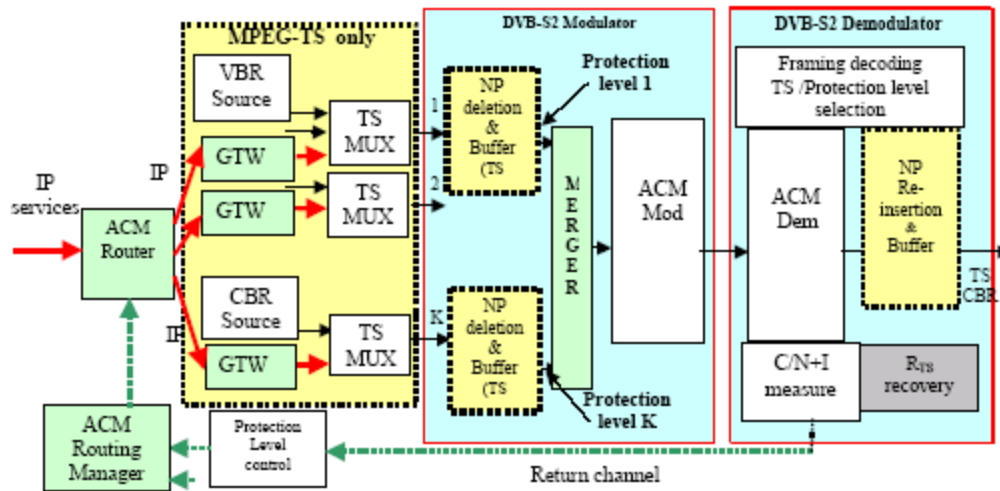 MPEG-TS only
VBR
Source
TS
MUX
GTW
GTW
TS
MUX
CBR
Source
TS
MUX
GTW
IP
services
ACM
Router
IP
IP
ACM
Routing
Manager
Protection
Level
control
Return channel
DVB-S2 Modulator
1
2
K
NP
deletion
&
Buffer
(TS
Protection
level 1
NP
deletion
&
Buffer
(TS
Protection
level K
MERGER
ACM
Mod
DVB-S2 Demodulator
Framing decoding
TS /Protection level
selection
ACM
Dem
NP
Re-
insertion
&
Buffer
TS
CBR
C/N+I
measure
RTS
recovery